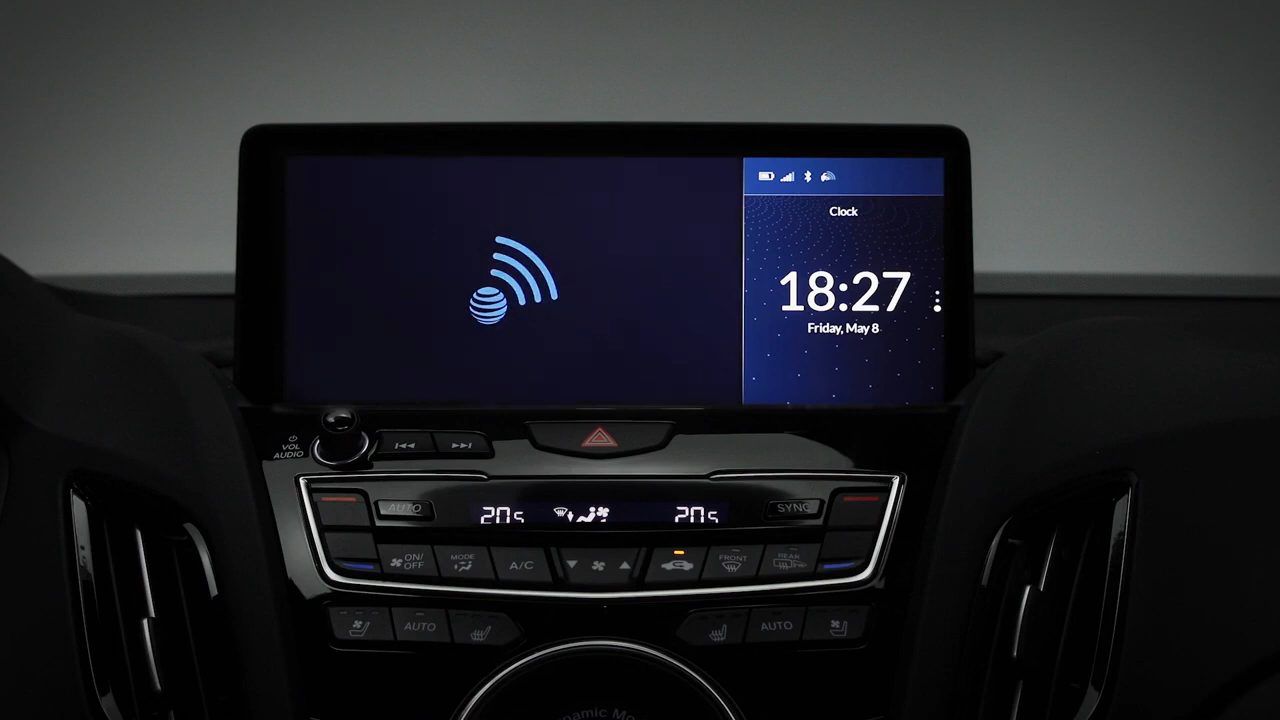 Clock
18:27
Friday, May 8
VOL
AUDIO
AUTO
20.5
20.5
SYNC
ON/
OFF
MODE
A/C
FRONT
REAR
AUTO
AUTO